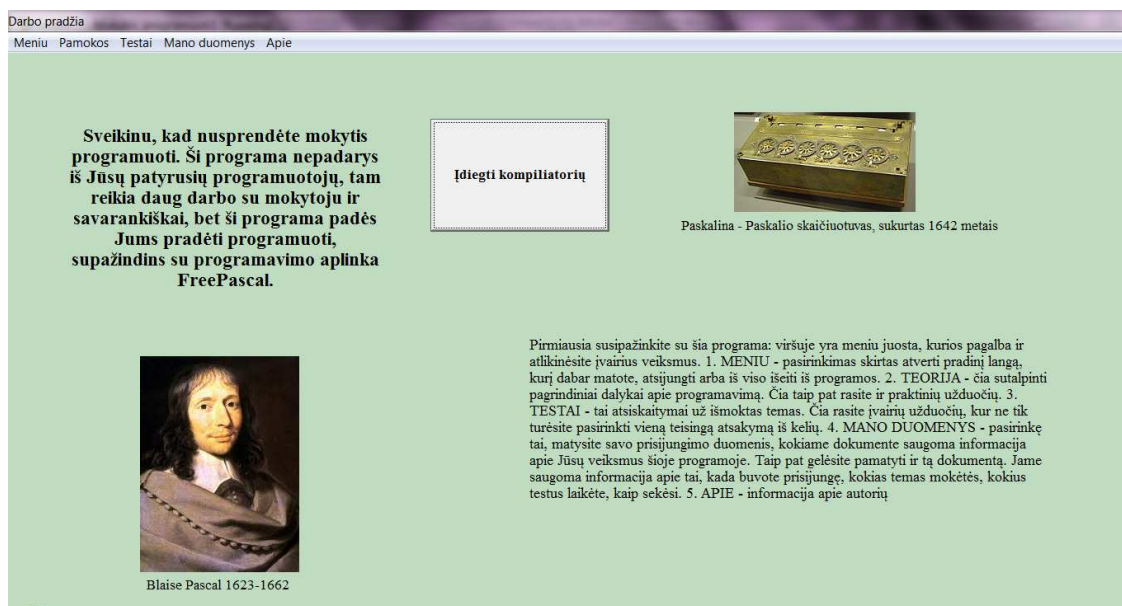 Darbo pradžia
Meniu Pamokos Testai Mano duomenys Apie
Sveikinu, kad nusprendėte mokytis
programuoti. Ši programa nepadarys
iš Jūsų patyrusių programuotojų, tam
reikia daug darbo su mokytoju ir
savarankiškai, bet ši programa padės
Jums pradėti programuoti,
supažindins su programavimo aplinka
FreePascal.
Įdiegti kompiliatorių
Paskalina - Paskalio skaičiuotuvas, sukurtas 1642 metais
Pirmiausia susipažinkite su šia programa: viršuje yra meniu juosta, kurios pagalba ir
atlikinėsite įvairius veiksmus. 1. MENIU - pasirinkimas skirtas atverti pradinį langą,
kurį dabar matote, atsijungti arba iš viso išeiti iš programos. 2. TEORIJA - čia sutalpinti
pagrindiniai dalykai apie programavimą. Čia taip pat rasite ir praktinių užduočių. 3.
TESTAI - tai atsiskaitymai už išmoktas temas. Čia rasite įvairių užduočių, kur ne tik
turėsite pasirinkti vieną teisingą atsakymą iš kelių. 4. MANO DUOMENYS - pasirinkę
tai, matysite savo prisijungimo duomenis, kokiame dokumente saugoma informacija
apie Jūsų veiksmus šioje programoje. Taip pat gelėsite pamatyti ir tą dokumentą. Jame
saugoma informacija apie tai, kada buvote prisijungę, kokias temas mokėtės, kokius
testus laikėte, kaip sekėsi. 5. APIE - informacija apie autorių
Blaise Pascal 1623-1662